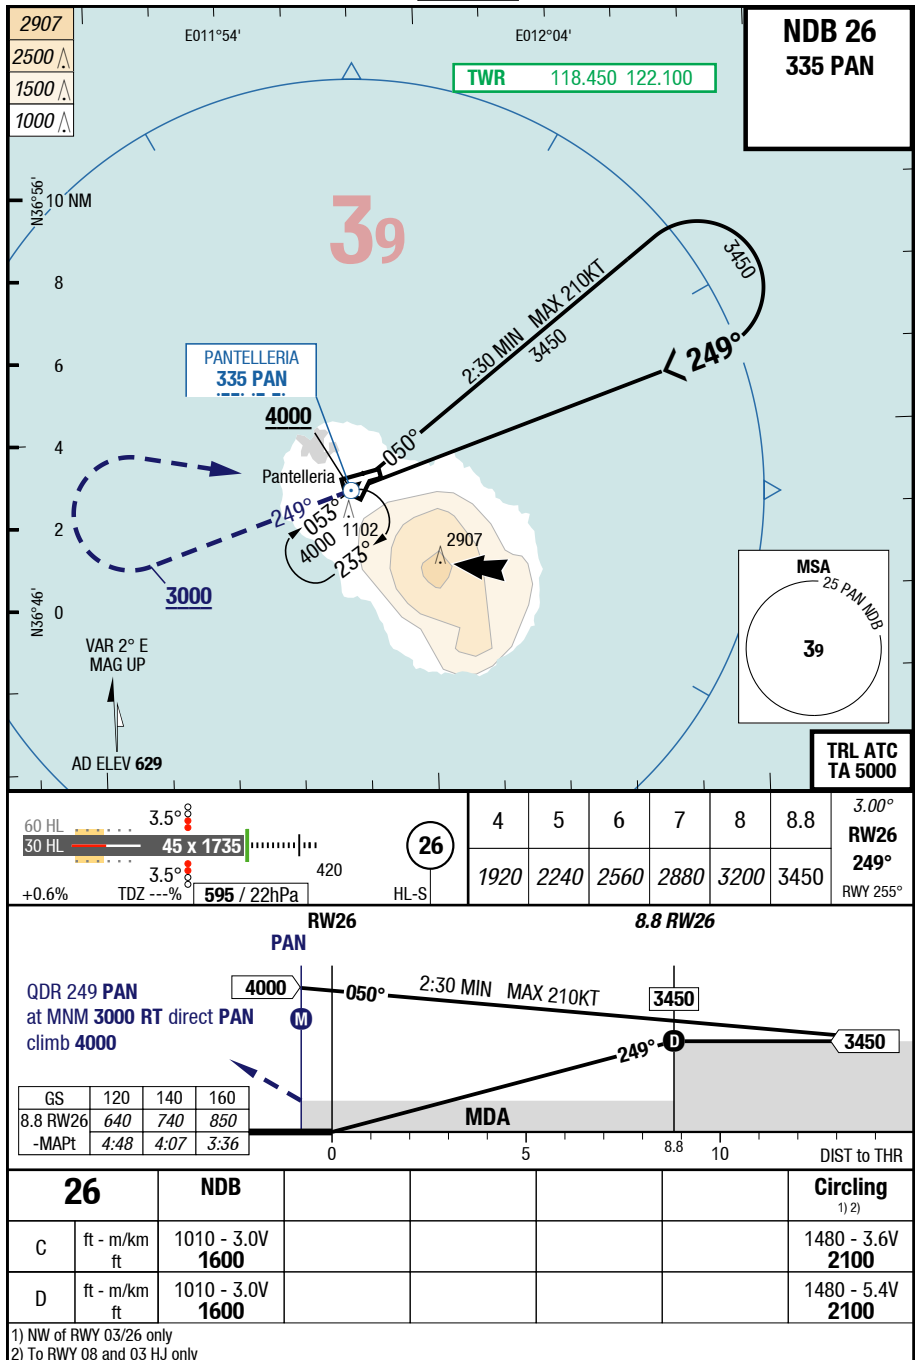 2907
2500
1500
1000
E011°54'
E012°04'
NDB 26
335 PAN
TWR 118.450 122.100
N36°56'
10 NM
8
6
4
2
0
N36°46'
39
3450
2:30 MIN MAX 210KT
3450
249°
PANTELLERIA
335 PAN
4000
050°
Pantelleria
249°
053°
4000
233°
1102
2907
3000
VAR 2° E
MAG UP
AD ELEV 629
MSA
25 PAN NDB
39
TRL ATC
TA 5000
60 HL
30 HL
3.5°
45 x 1735
3.5°
420
+0.6%
TDZ ---%
595 / 22hPa
HL-S
26
4 5 6 7 8 8.8
1920 2240 2560 2880 3200 3450
3.00°
RW26
249°
RWY 255°
RW26
8.8 RW26
PAN
QDR 249 PAN
at MNM 3000 RT direct PAN
climb 4000
4000
050°
2:30 MIN MAX 210KT
3450
M
249°
D
3450
MDA
GS 120 140 160
8.8 RW26 640 740 850
-MAPt 4:48 4:07 3:36
0 5 8.8 10 DIST to THR
26 NDB Circling
1) 2)
C ft - m/km 1010 - 3.0V 1480 - 3.6V
ft 1600 2100
D ft - m/km 1010 - 3.0V 1480 - 5.4V
ft 1600 2100
1) NW of RWY 03/26 only
2) To RWY 08 and 03 HJ only